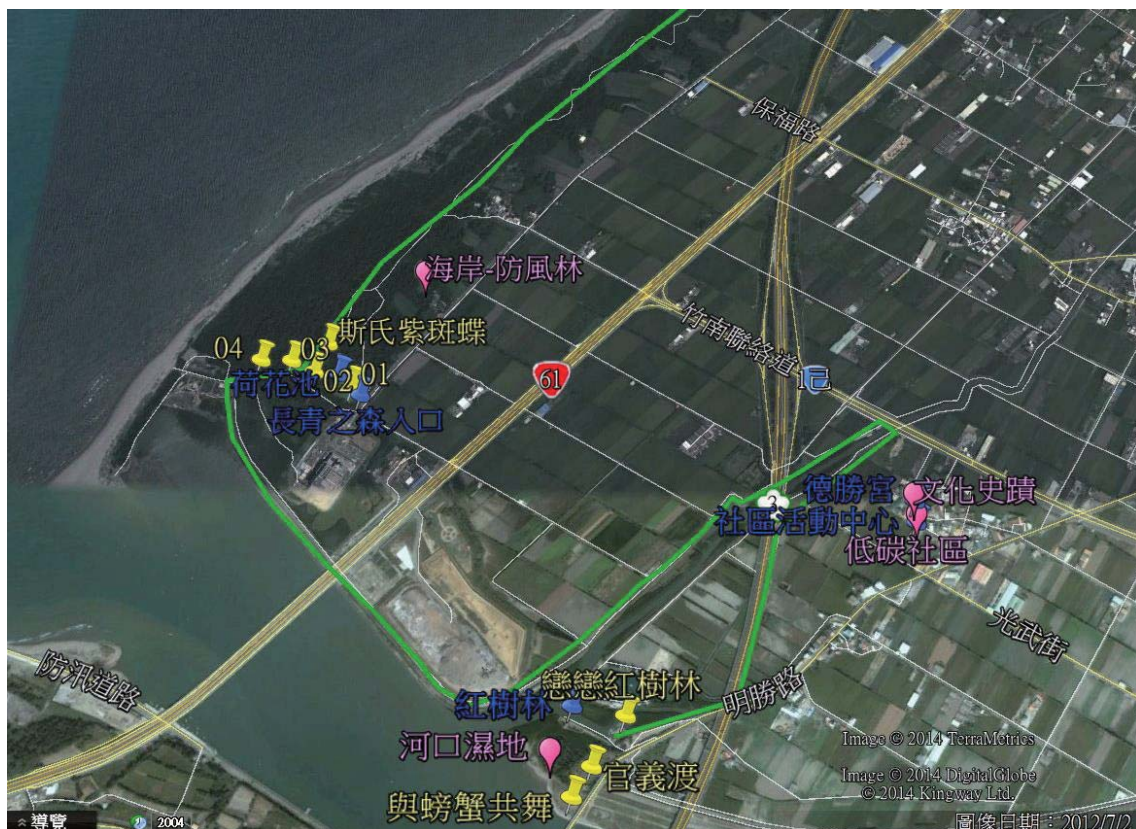 保福路
海岸-防風林
竹南聯絡道
斯氏紫斑蝶
04
03
荷花池
02
01
61
1己
長青之森入口
德勝宮
文化史蹟
3
社區活動中心
低碳社區
光武街
防汛道路
戀戀紅樹林
紅樹林
明勝路
河口濕地
官義渡
與螃蟹共舞
Image © 2014 TerraMetrics
Image © 2014 DigitalGlobe
© 2014 Kingway Ltd.
導覽
2004
圖像日期：2012/7/2